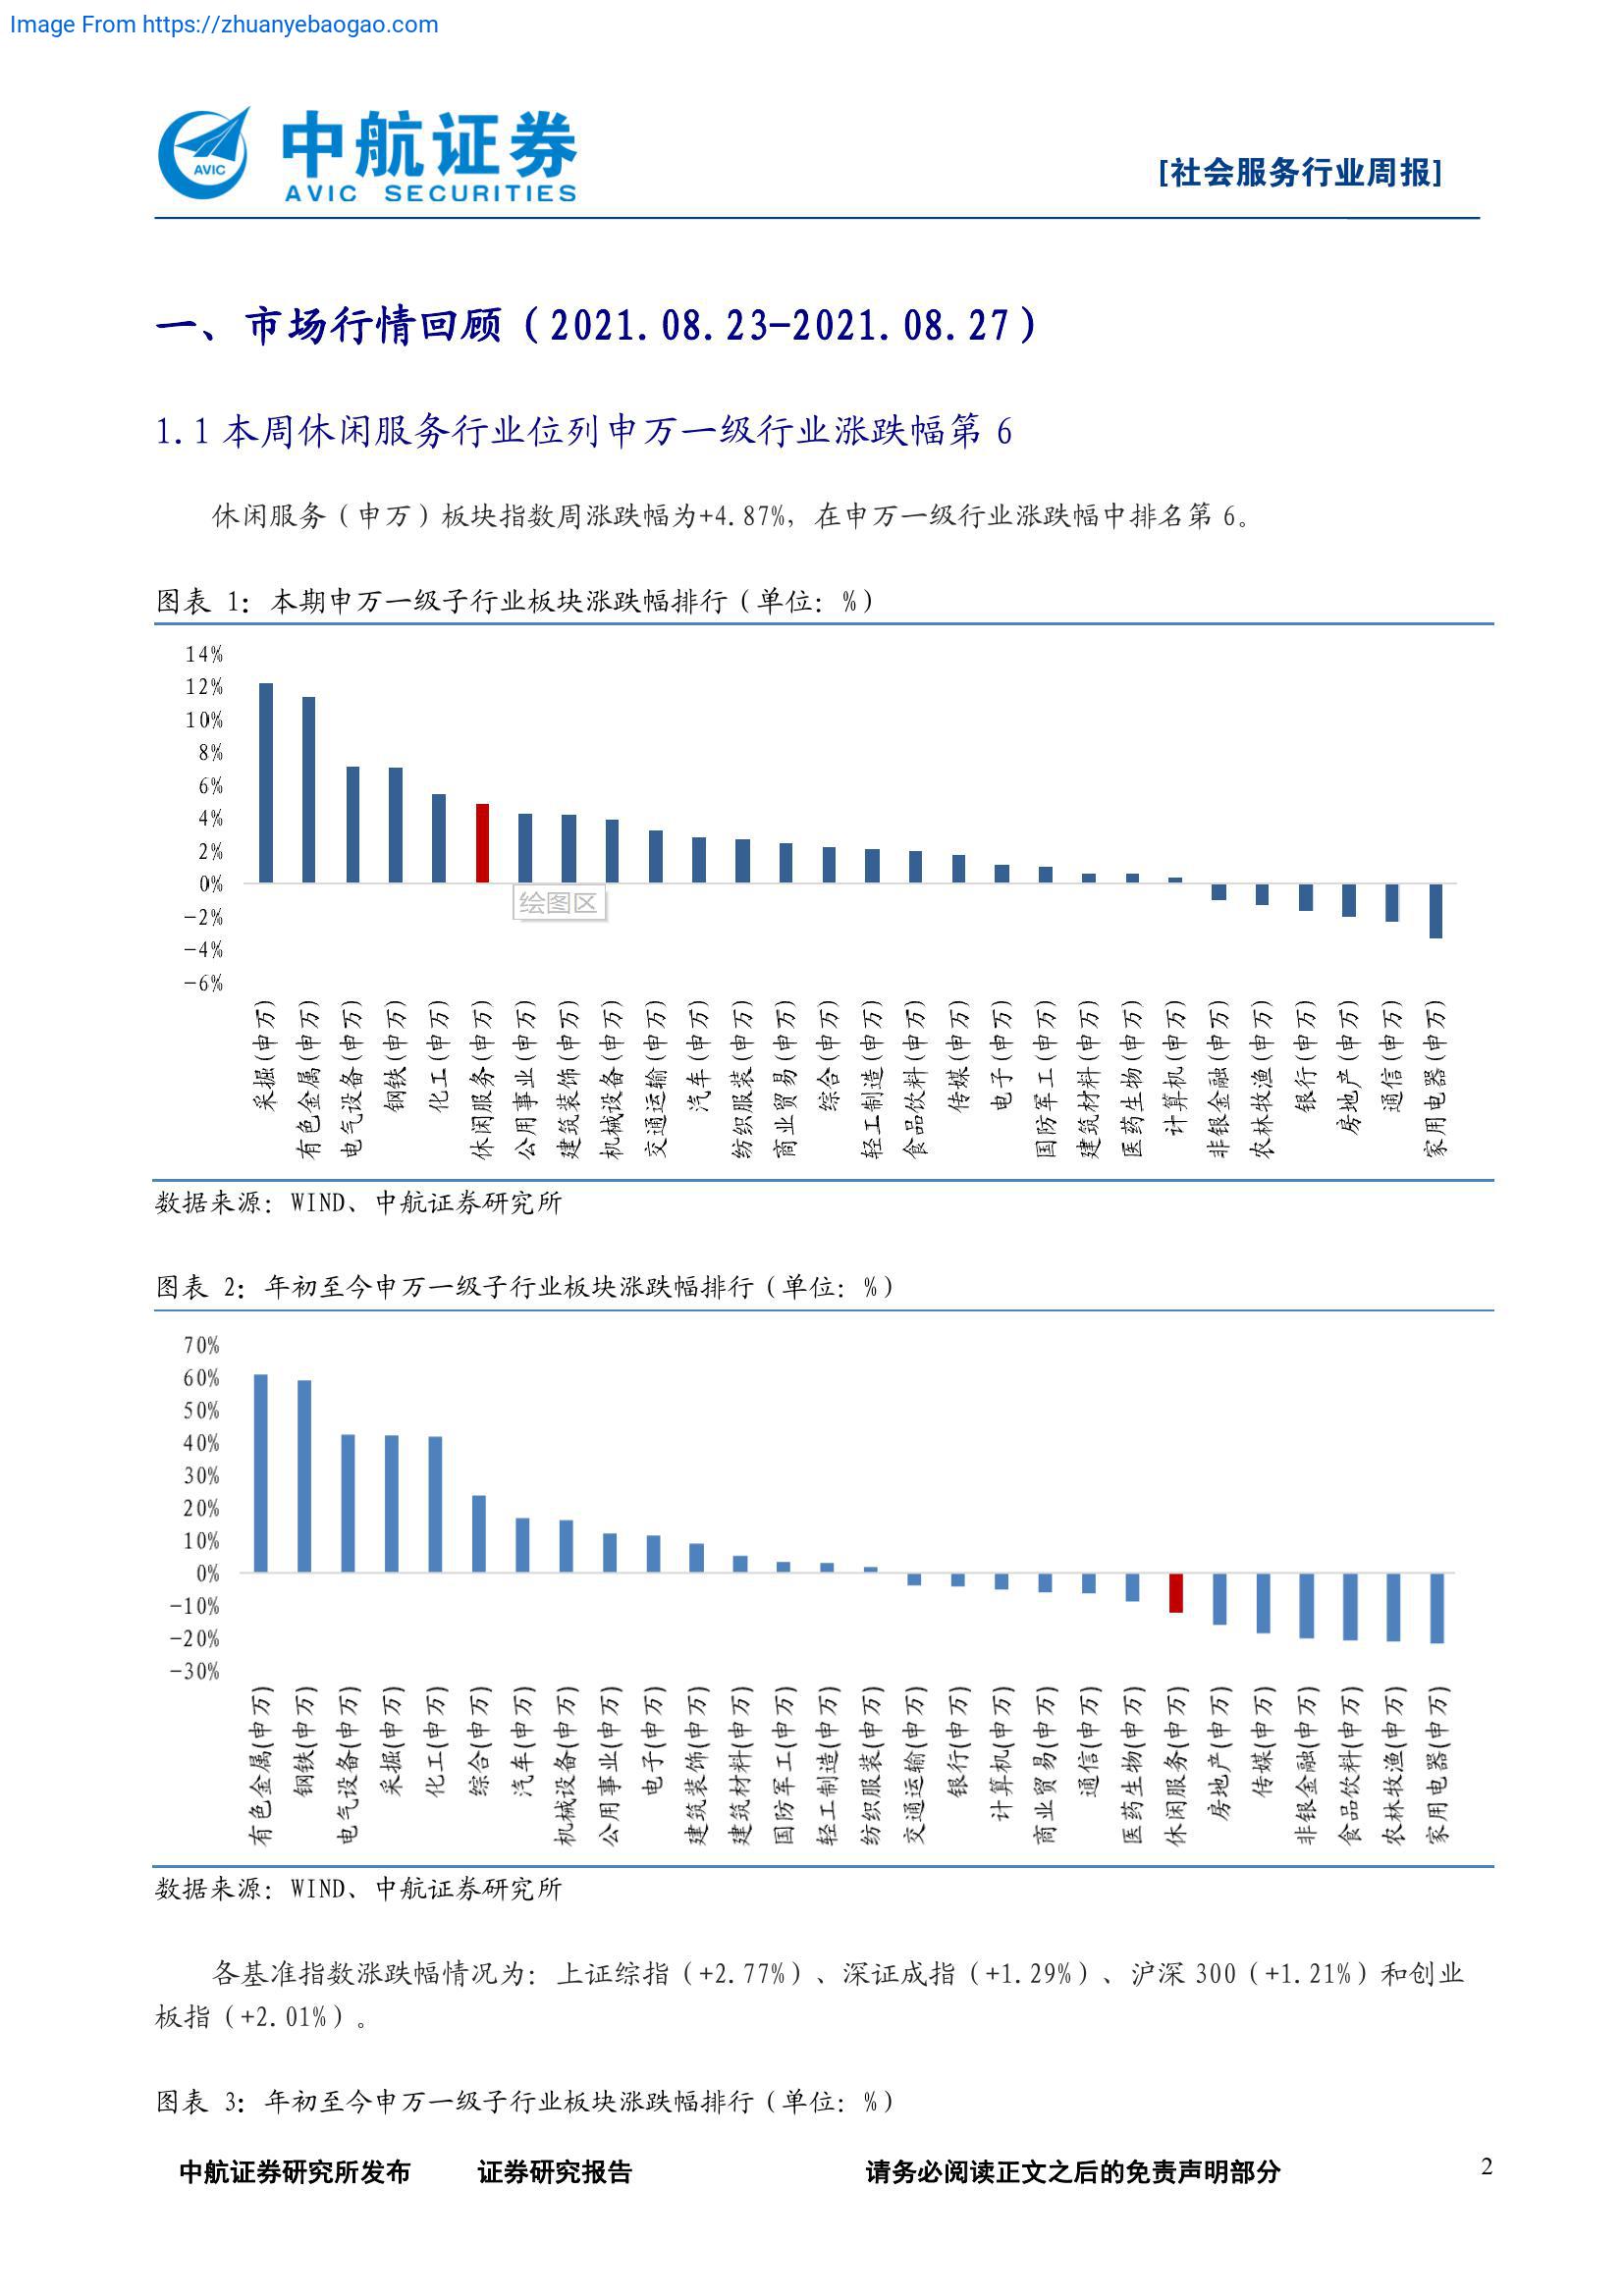 Image From https://zhuanyebaogao.com
AVIC
中航证券
AVIC SECURITIES
[社会服务行业周报]
一、市场行情回顾（2021.08.23-2021.08.27）
1.1 本周休闲服务行业位列申万一级行业涨跌幅第 6
休闲服务（申万）板块指数周涨跌幅为+4.87%，在申万一级行业涨跌幅中排名第 6。
图表 1：本期申万一级子行业板块涨跌幅排行（单位：%）
14%
12%
10%
8%
6%
4%
2%
0%
-2%
-4%
-6%
绘图区
采掘(申万)
有色金属(申万)
电气设备(申万)
钢铁(申万)
化工(申万)
休闲服务(申万)
公用事业(申万)
建筑装饰(申万)
机械设备(申万)
交通运输(申万)
汽车(申万)
纺织服装(申万)
商业贸易(申万)
综合(申万)
轻工制造(申万)
食品饮料(申万)
传媒(申万)
电子(申万)
国防军工(申万)
建筑材料(申万)
医药生物(申万)
计算机(申万)
非银金融(申万)
农林牧渔(申万)
银行(申万)
房地产(申万)
通信(申万)
家用电器(申万)
数据来源：WIND、中航证券研究所
图表 2：年初至今申万一级子行业板块涨跌幅排行（单位：%）
70%
60%
50%
40%
30%
20%
10%
0%
-10%
-20%
-30%
有色金属(申万)
钢铁(申万)
电气设备(申万)
采掘(申万)
化工(申万)
综合(申万)
汽车(申万)
机械设备(申万)
公用事业(申万)
电子(申万)
建筑装饰(申万)
建筑材料(申万)
国防军工(申万)
轻工制造(申万)
纺织服装(申万)
交通运输(申万)
银行(申万)
计算机(申万)
商业贸易(申万)
通信(申万)
医药生物(申万)
休闲服务(申万)
房地产(申万)
传媒(申万)
非银金融(申万)
食品饮料(申万)
农林牧渔(申万)
家用电器(申万)
数据来源：WIND、中航证券研究所
各基准指数涨跌幅情况为：上证综指（+2.77%）、深证成指（+1.29%）、沪深 300（+1.21%）和创业
板指（+2.01%）。
图表 3：年初至今申万一级子行业板块涨跌幅排行（单位：%）
中航证券研究所发布 证券研究报告 请务必阅读正文之后的免责声明部分 2